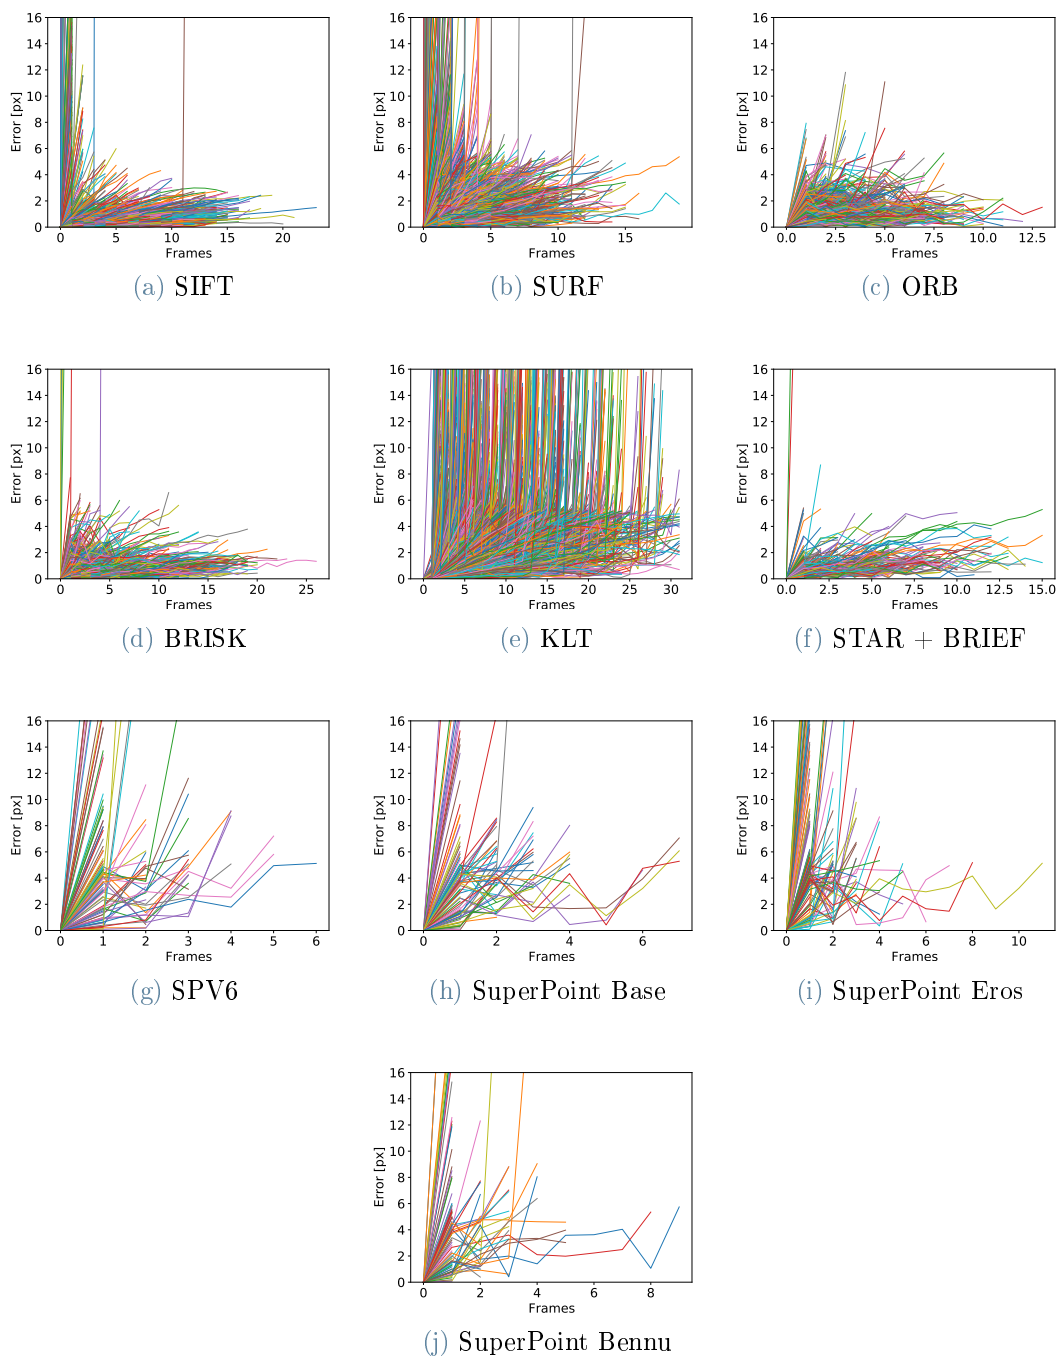 16
14
12
10
8
6
4
2
0
Error [px]
0 5 10 15 20
Frames
(a) SIFT
16
14
12
10
8
6
4
2
0
Error [px]
0 5 10 15
Frames
(b) SURF
16
14
12
10
8
6
4
2
0
Error [px]
0.0 2.5 5.0 7.5 10.0 12.5
Frames
(c) ORB
16
14
12
10
8
6
4
2
0
Error [px]
0 5 10 15 20 25
Frames
(d) BRISK
16
14
12
10
8
6
4
2
0
Error [px]
0 5 10 15 20 25 30
Frames
(e) KLT
16
14
12
10
8
6
4
2
0
Error [px]
0.0 2.5 5.0 7.5 10.0 12.5 15.0
Frames
(f) STAR + BRIEF
16
14
12
10
8
6
4
2
0
Error [px]
0 1 2 3 4 5 6
Frames
(g) SPV6
16
14
12
10
8
6
4
2
0
Error [px]
0 2 4 6
Frames
(h) SuperPoint Base
16
14
12
10
8
6
4
2
0
Error [px]
0 2 4 6 8 10
Frames
(i) SuperPoint Eros
16
14
12
10
8
6
4
2
0
Error [px]
0 2 4 6 8
Frames
(j) SuperPoint Bennu